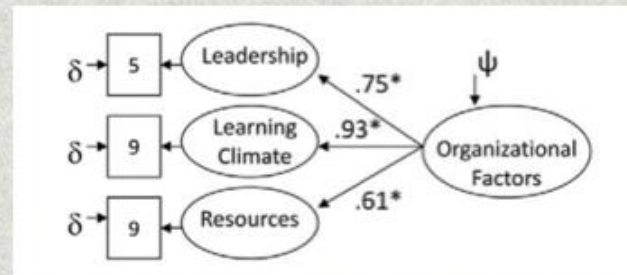 δ 5 Leadership
.75*
ψ
δ 9 Learning
Climate
.93*
Organizational
Factors
.61*
δ 9 Resources